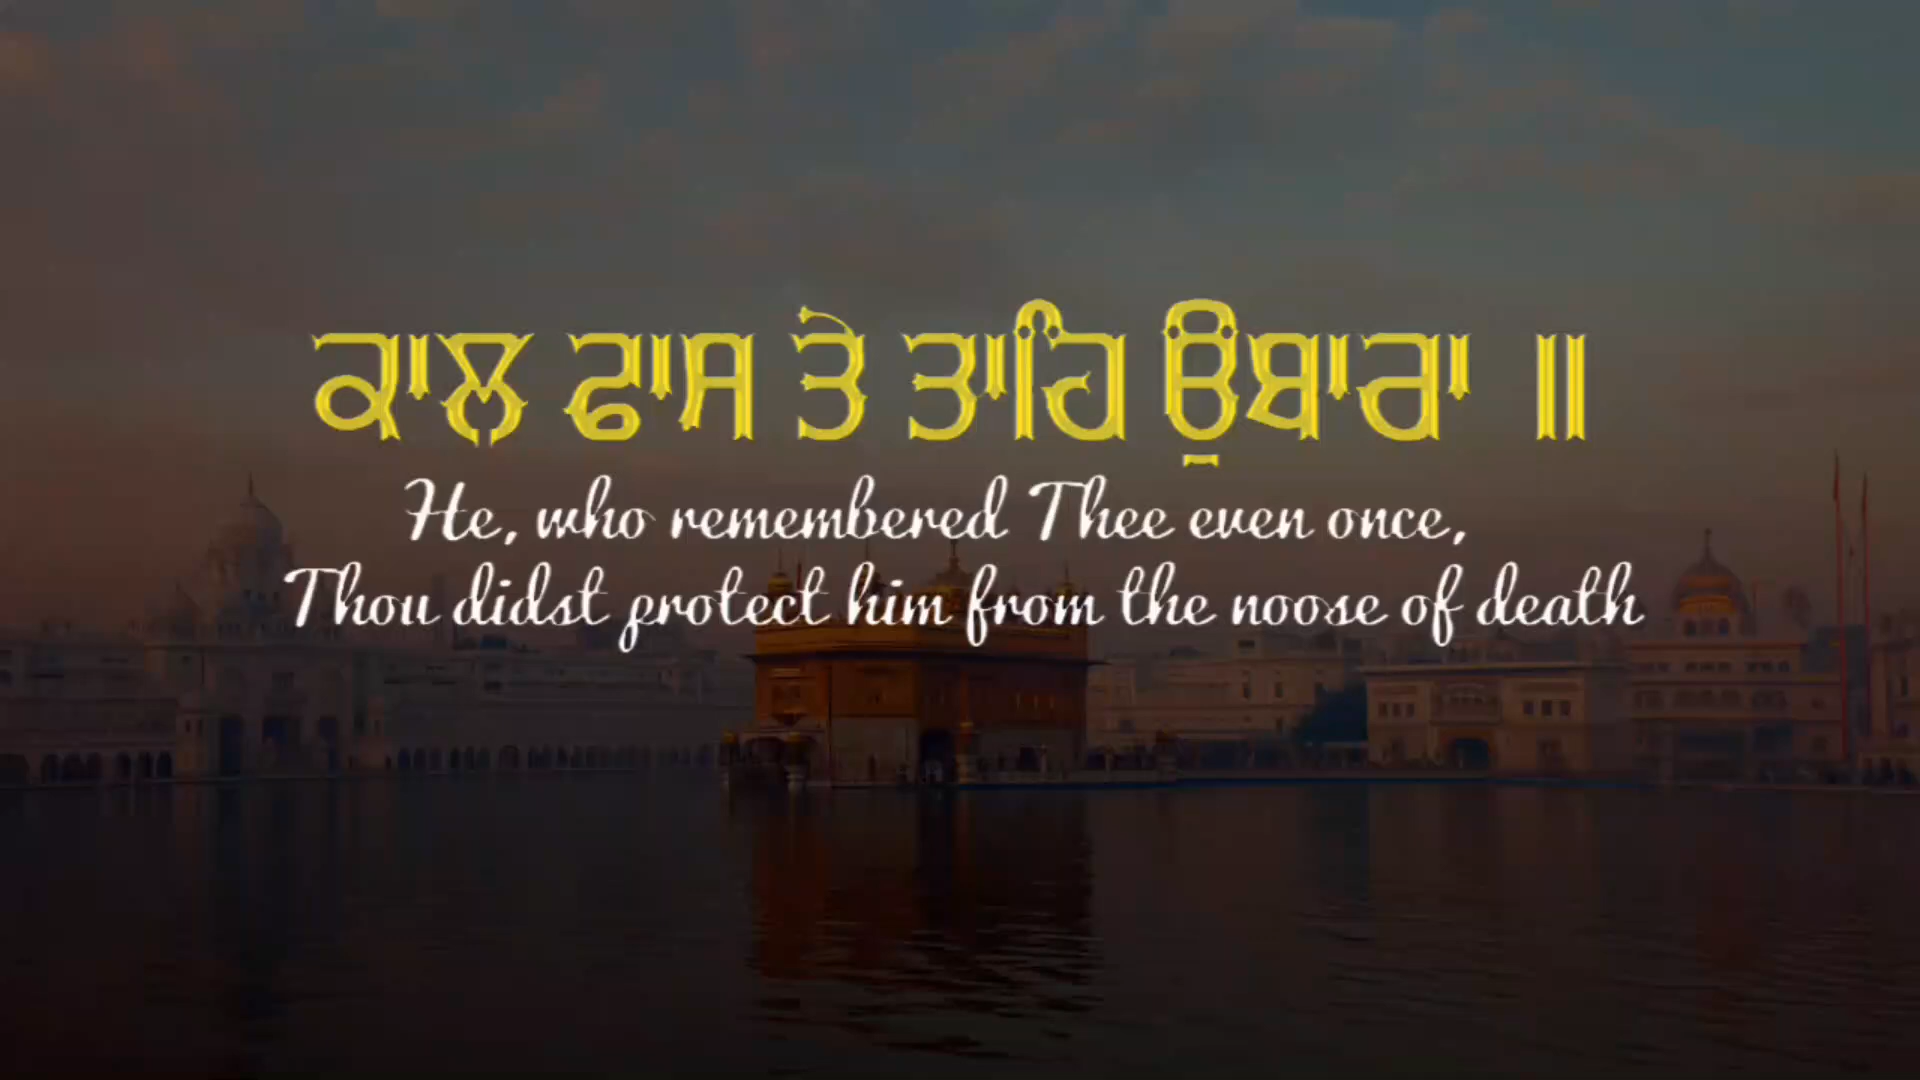 ਕਾਲ ਫਾਸ ਤੇ ਤਾਹਿ ਉਬਾਰਾ ॥
He, who remembered Thee even once,
Thou didst protect him from the noose of death